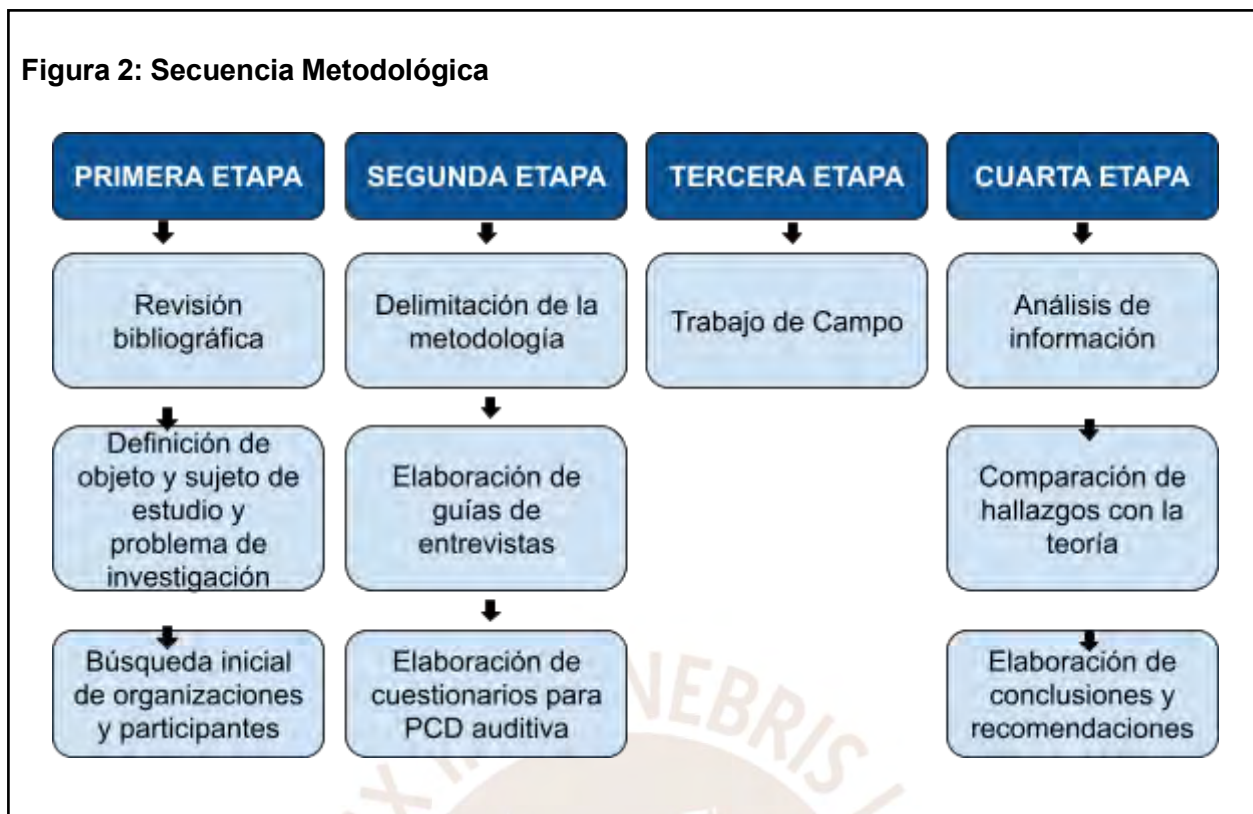 Figura 2: Secuencia Metodológica
PRIMERA ETAPA
Revisión
bibliográfica
Definición de
objeto y sujeto de
estudio y
problema de
investigación
Búsqueda inicial
de organizaciones
y participantes
SEGUNDA ETAPA
Delimitación de la
metodología
Elaboración de
guías de
entrevistas
Elaboración de
cuestionarios para
PCD auditiva
TERCERA ETAPA
Trabajo de Campo
CUARTA ETAPA
Análisis de
información
Comparación de
hallazgos con la
teoría
Elaboración de
conclusiones y
recomendaciones